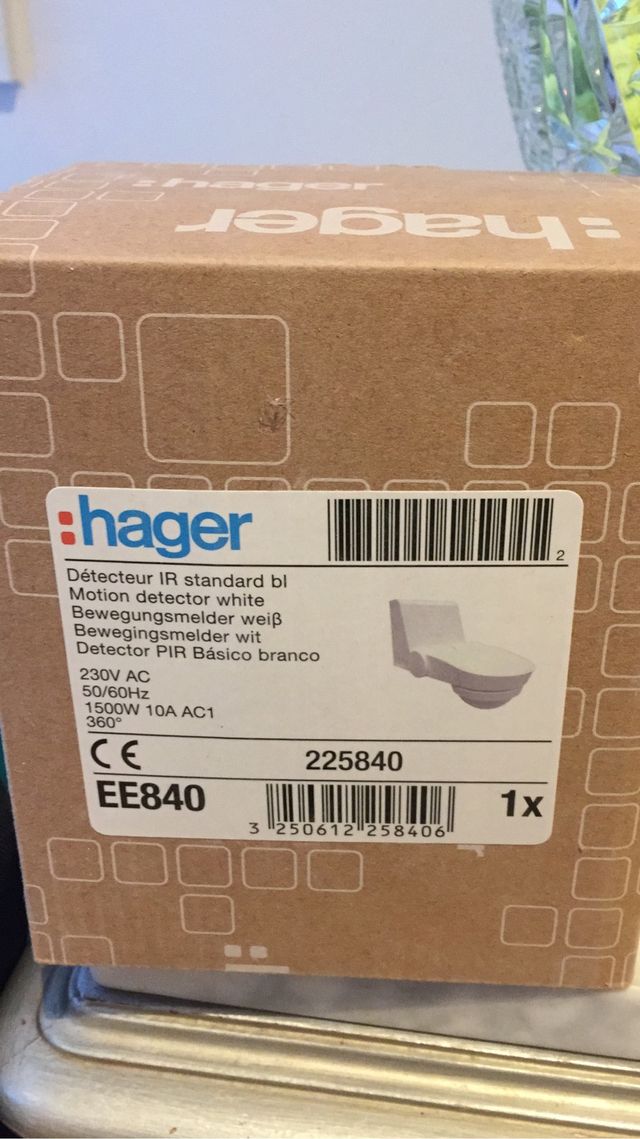 :hager
:hager
:hager
2
Détecteur IR standard bl
Motion detector white
Bewegungsmelder weiß
Bewegingsmelder wit
Detector PIR Básico branco
230V AC
50/60Hz
1500W 10A AC1
360°
CE
225840
EE840
3 250612 258406
1x